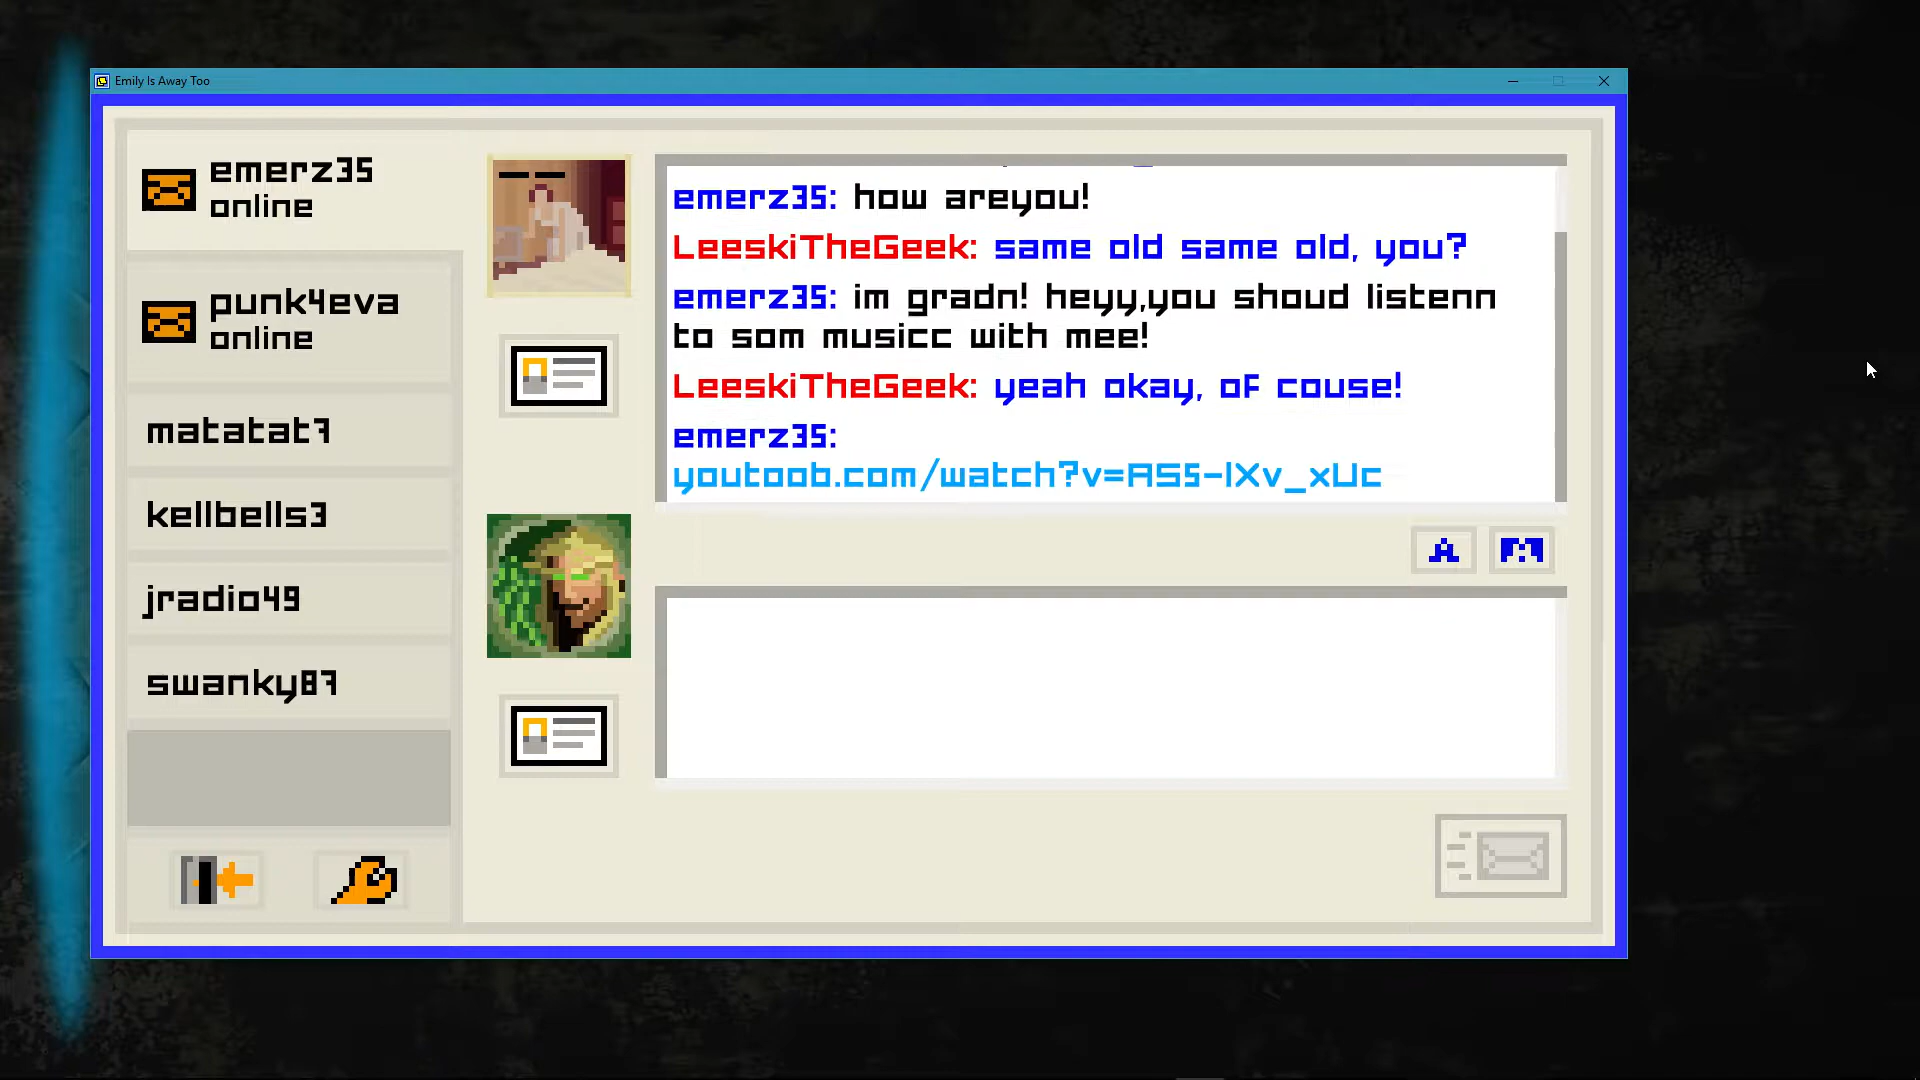 Emily Is Away Too
emerz35
online
punk4eva
online
matatat7
kellbells3
jradio49
swanky87
emerz35: how areyou!
LeeskiTheGeek: same old same old, you?
emerz35: im gradn! heyy,you shoud listenn
to som musicc with mee!
LeeskiTheGeek: yeah okay, of couse!
emerz35:
youtoob.com/watch?v=AS5-lXv_xUc
A